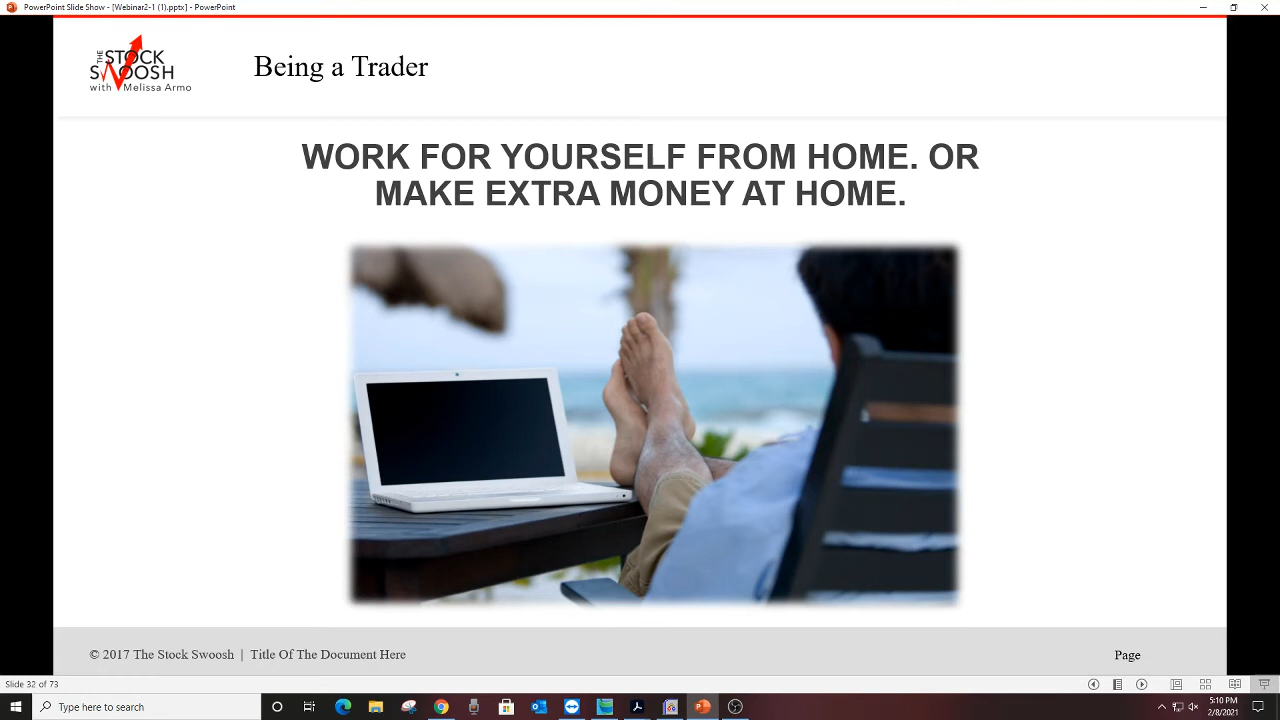 PowerPoint Slide Show - [Webinar2-1 (1).pptx] - PowerPoint
THE
STOCK
SWOOSH
with Melissa Armo
Being a Trader
WORK FOR YOURSELF FROM HOME. OR
MAKE EXTRA MONEY AT HOME.
© 2017 The Stock Swoosh | Title Of The Document Here
Page
Slide 32 of 73
Type here to search
5:10 PM
2/8/2021